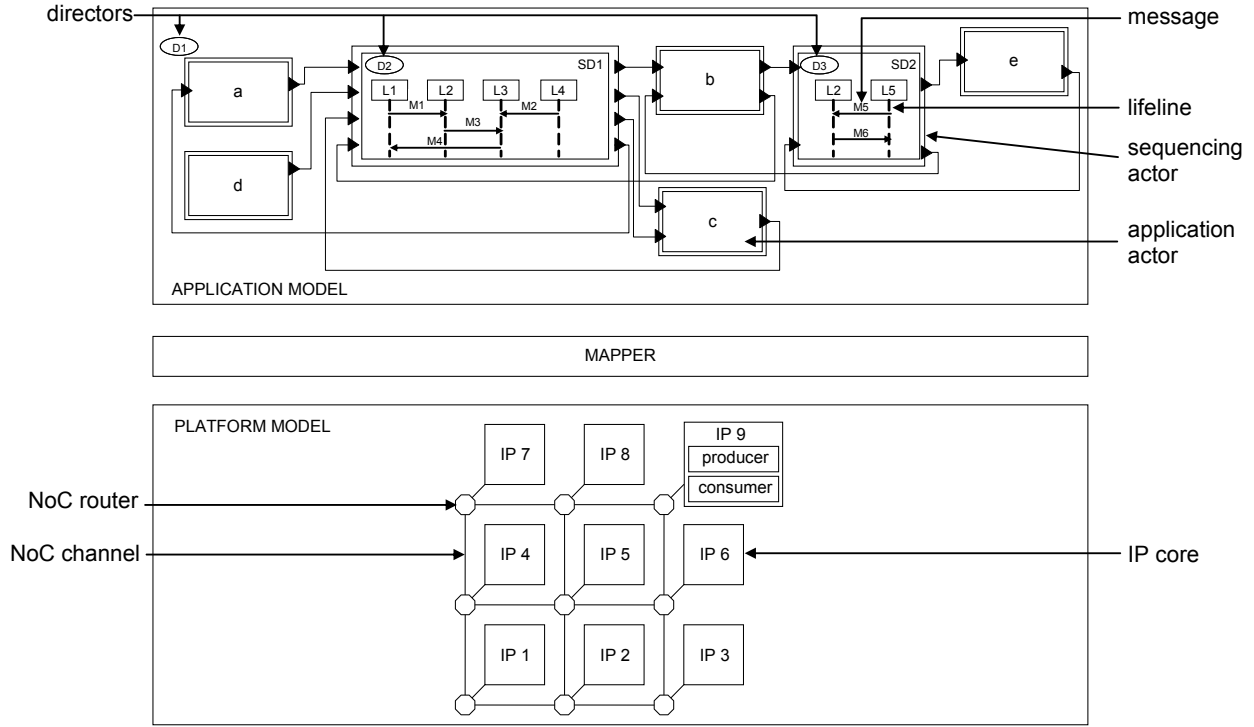 directors
message
D1
D2
SD1
D3
SD2
e
a
b
L1 L2 L3 L4
L2 L5
M1
M2
M5
lifeline
M3
M4
M6
sequencing
actor
d
c
application
actor
APPLICATION MODEL
MAPPER
PLATFORM MODEL
IP 7
IP 8
IP 9
producer
consumer
NoC router
NoC channel
IP 4
IP 5
IP 6
IP core
IP 1
IP 2
IP 3